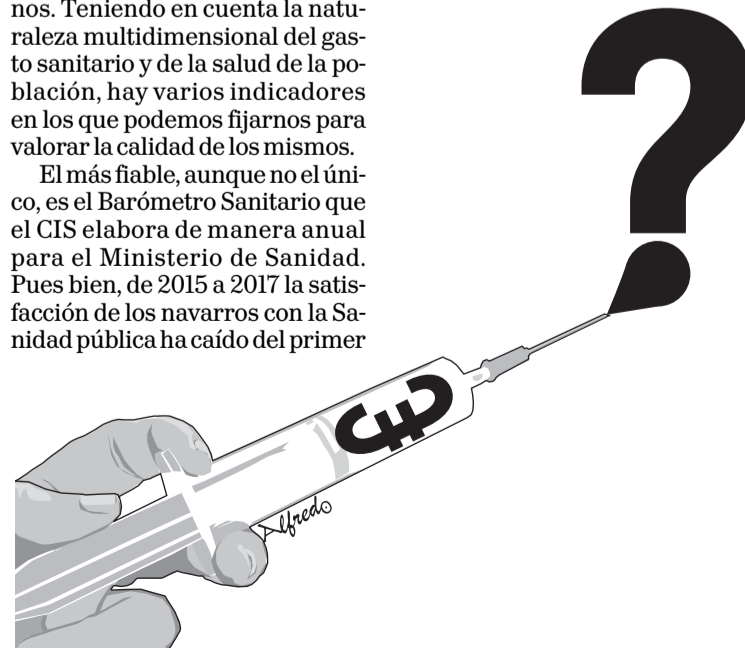 nos. Teniendo en cuenta la natu-
raleza multidimensional del gas-
to sanitario y de la salud de la po-
blación, hay varios indicadores
en los que podemos fijarnos para
valorar la calidad de los mismos.
El más fiable, aunque no el úni-
co, es el Barómetro Sanitario que
el CIS elabora de manera anual
para el Ministerio de Sanidad.
Pues bien, de 2015 a 2017 la satis-
facción de los navarros con la Sa-
nidad pública ha caído del primer
?
€
Alfredo